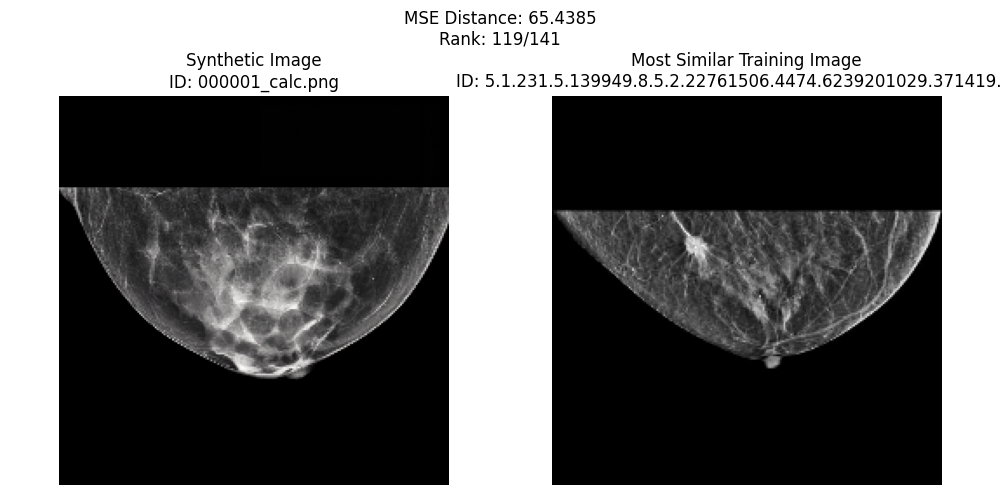 MSE Distance: 65.4385
Rank: 119/141
Synthetic Image
ID: 000001_calc.png
Most Similar Training Image
ID: 5.1.231.5.139949.8.5.2.22761506.4474.6239201029.371419.